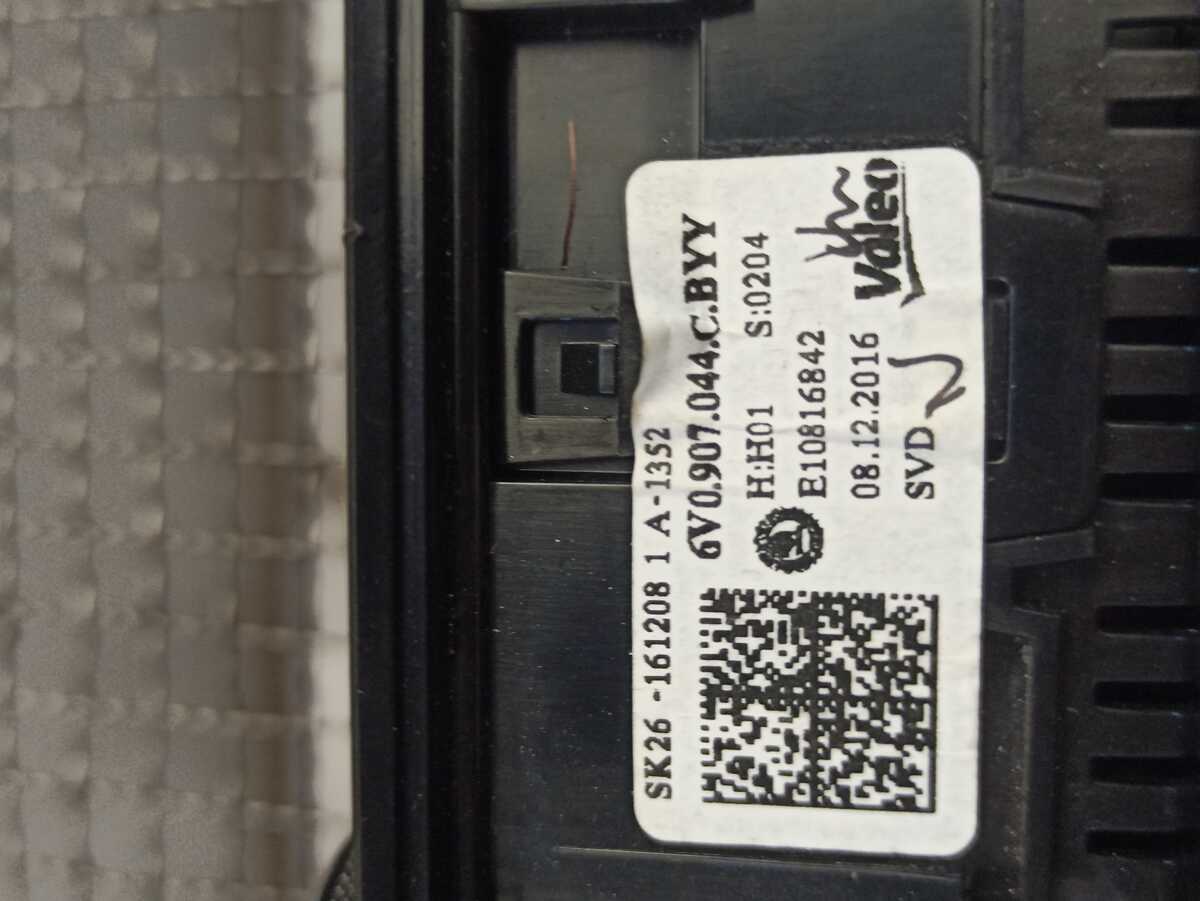 SK26 -161208 1 A -1352
6V0.907.044.C.BYY
H:H01 S:0204
E10816842
08.12.2016
SVD
Valeo